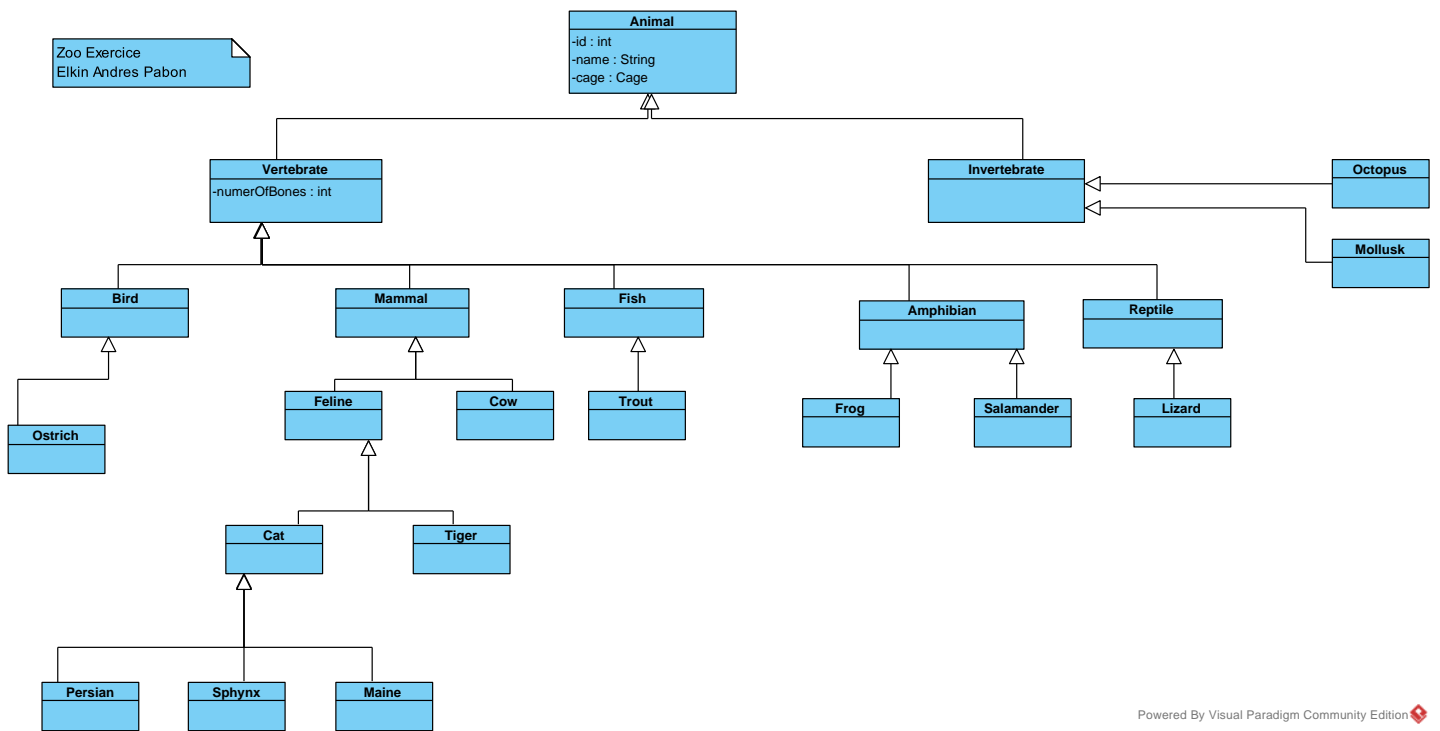 Zoo Exercice
Elkin Andres Pabon
Animal
-id : int
-name : String
-cage : Cage
Vertebrate
-numerOfBones : int
Invertebrate
Octopus
Mollusk
Bird
Mammal
Fish
Amphibian
Reptile
Feline
Cow
Trout
Frog
Salamander
Lizard
Ostrich
Cat
Tiger
Persian
Sphynx
Maine
Powered By Visual Paradigm Community Edition